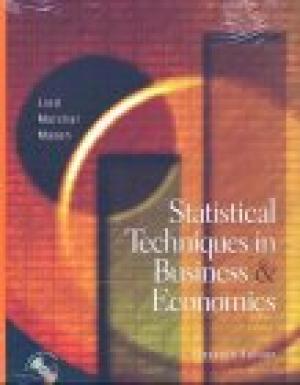 Lind
Marchal
Mason
Statistical
Techniques in
Business &
Economics
Edition